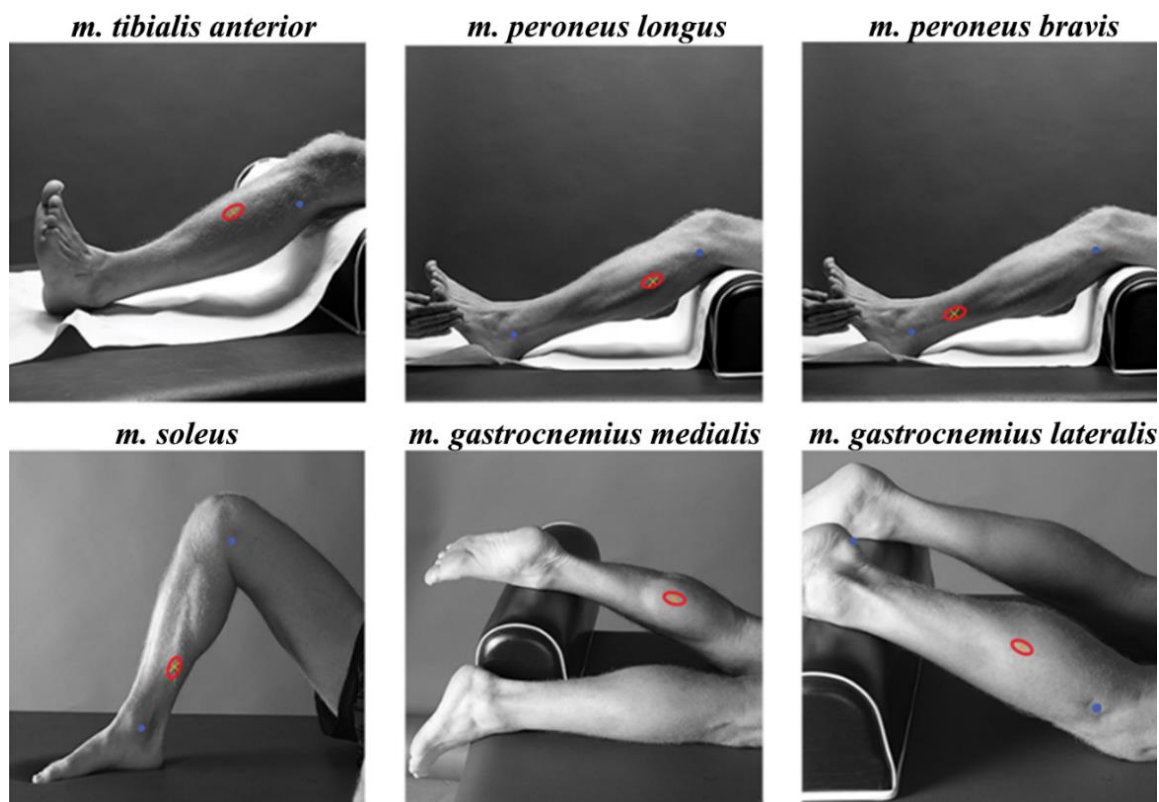 m. tibialis anterior
m. peroneus longus
m. peroneus bravis
m. soleus
m. gastrocnemius medialis
m. gastrocnemius lateralis